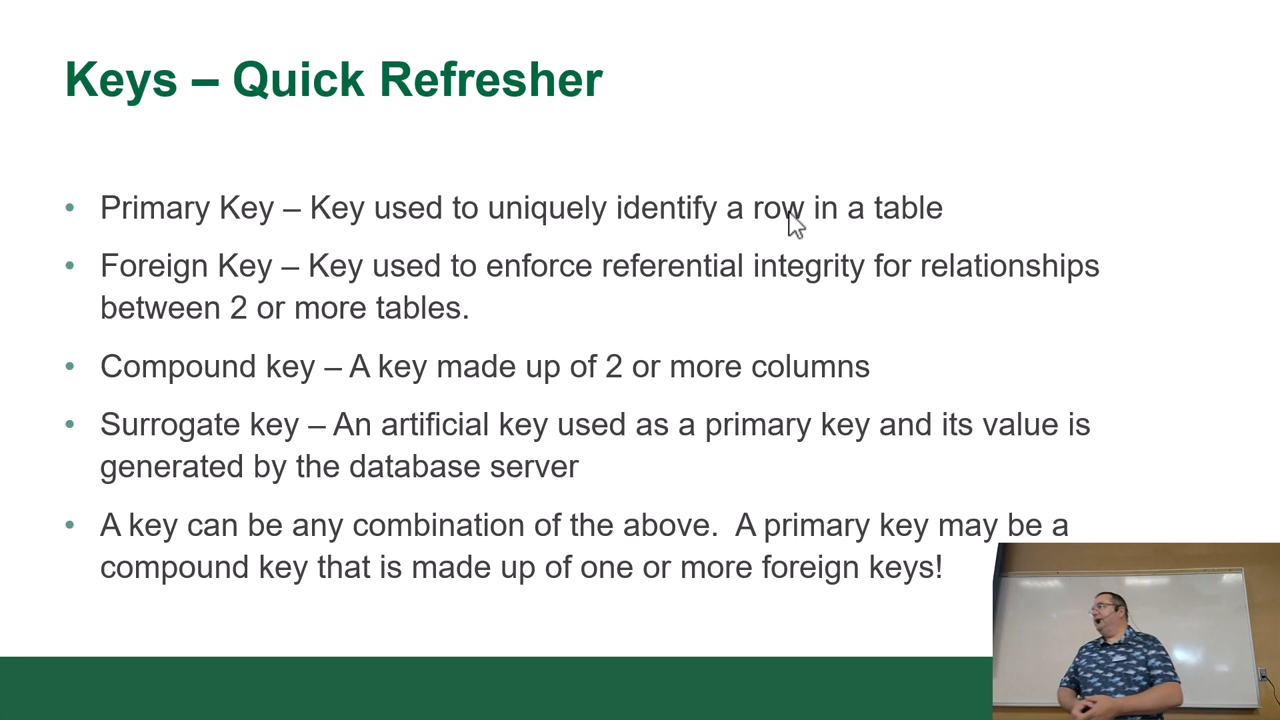 Keys – Quick Refresher
• Primary Key – Key used to uniquely identify a row in a table
• Foreign Key – Key used to enforce referential integrity for relationships
between 2 or more tables.
• Compound key – A key made up of 2 or more columns
• Surrogate key – An artificial key used as a primary key and its value is
generated by the database server
• A key can be any combination of the above.  A primary key may be a
compound key that is made up of one or more foreign keys!